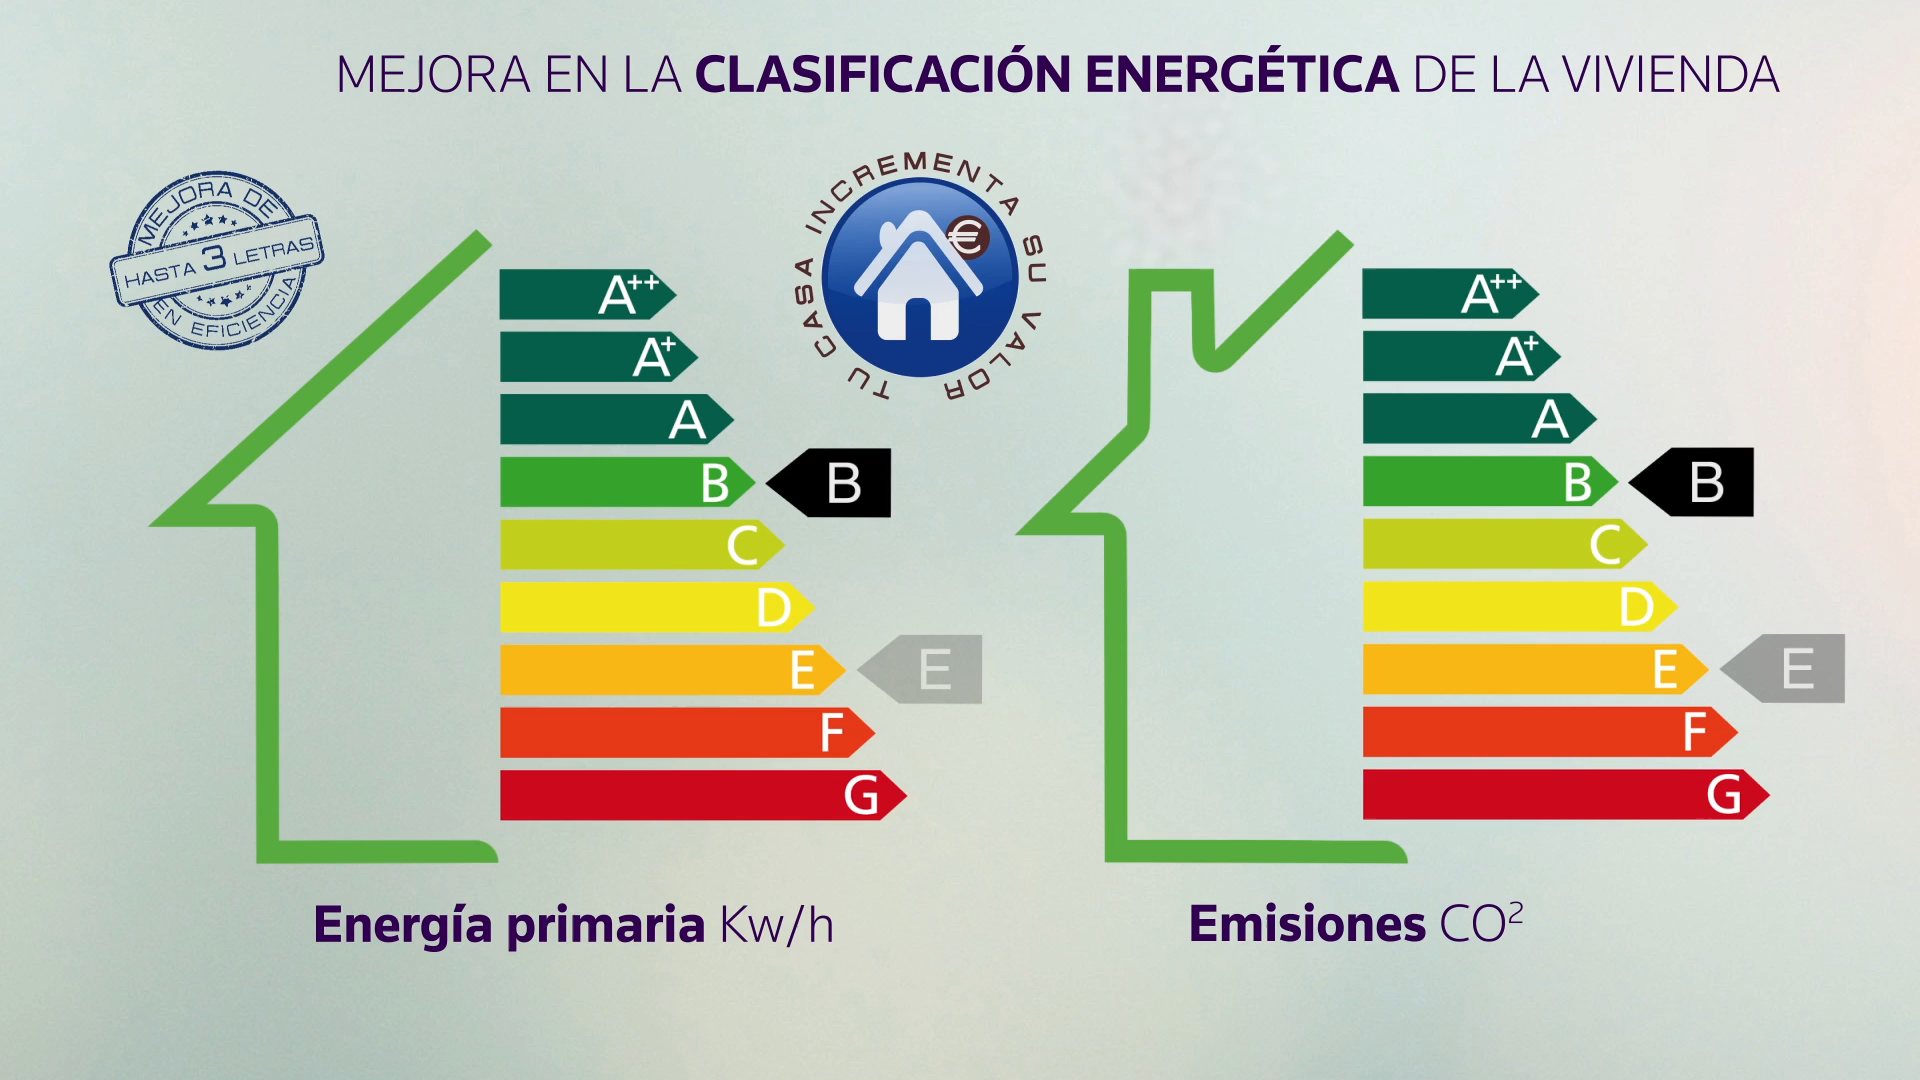 MEJORA EN LA CLASIFICACIÓN ENERGÉTICA DE LA VIVIENDA
MEJORA DE
HASTA 3 LETRAS
EN EFICIENCIA
TU CASA INCREMENTA SU VALOR
€
A++
A+
A
B
B
C
D
E
E
F
G
Energía primaria Kw/h
A++
A+
A
B
B
C
D
E
E
F
G
Emisiones CO²